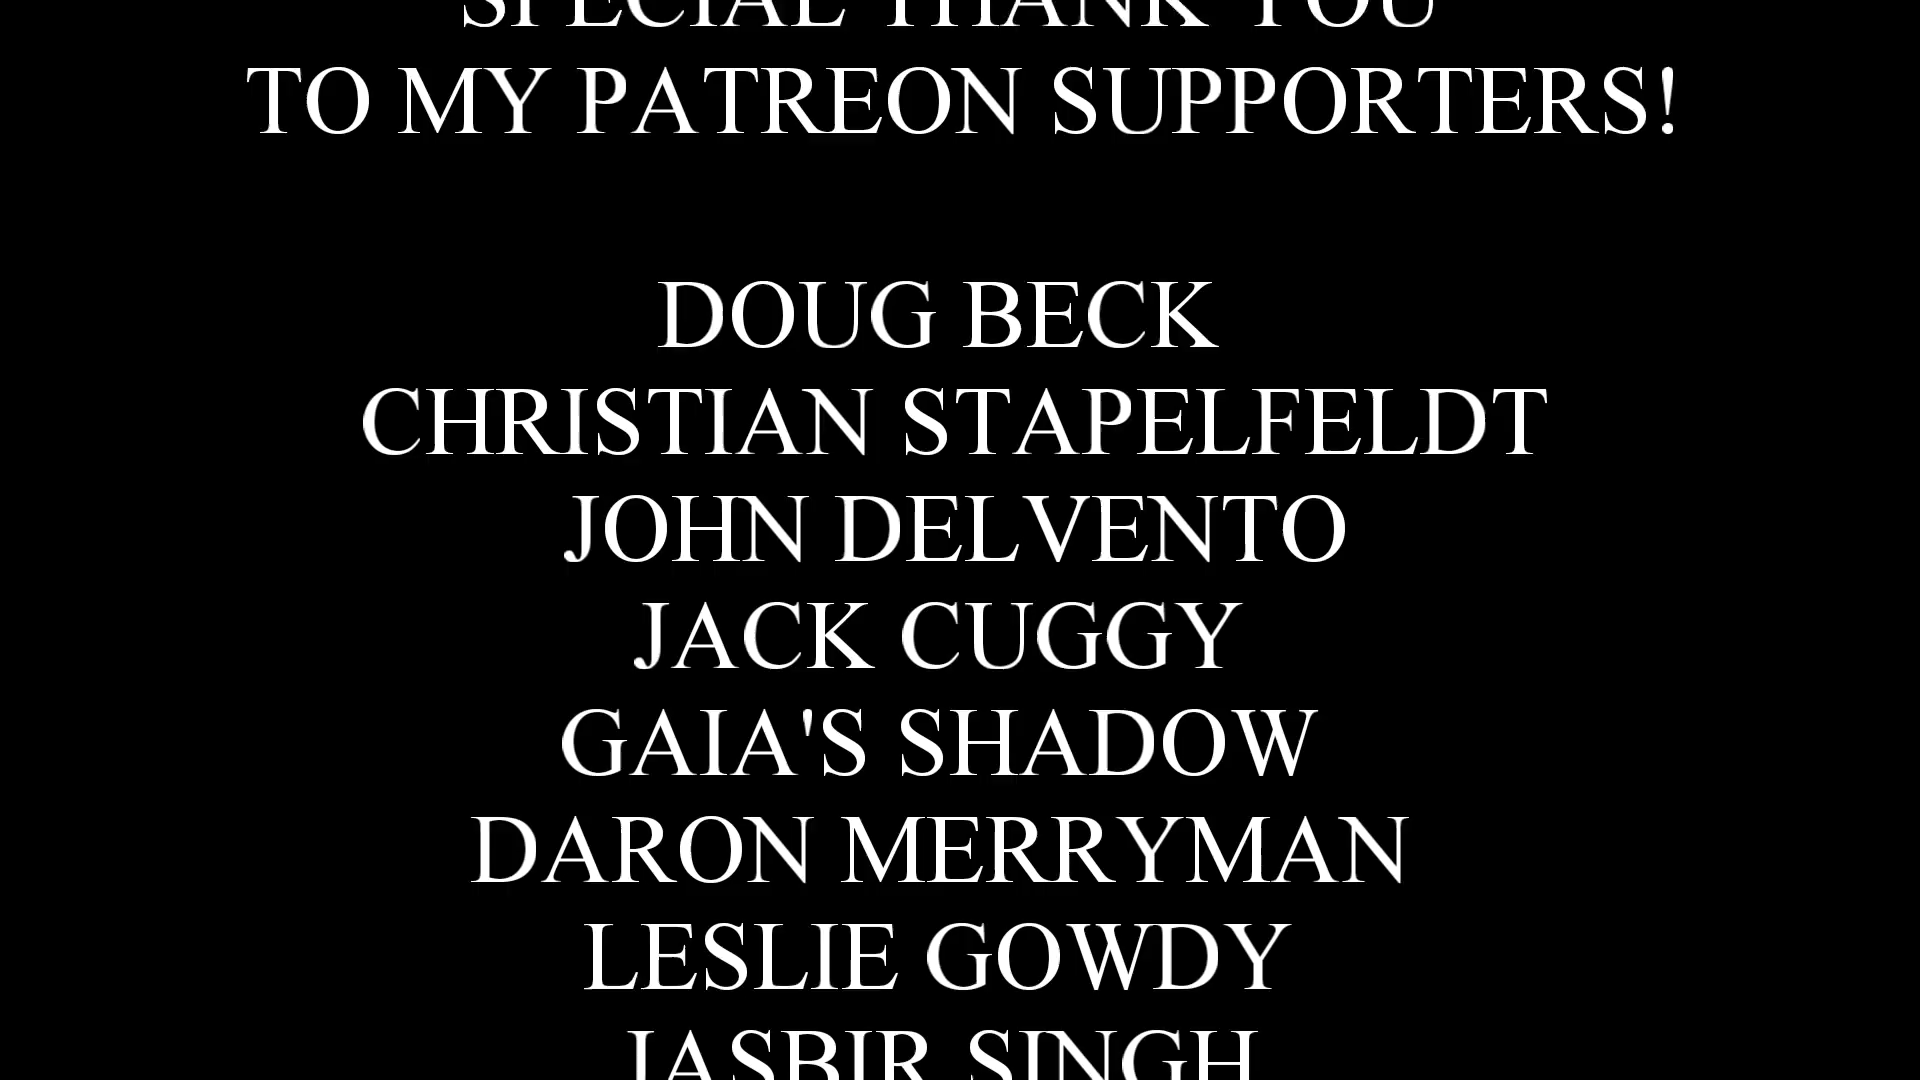 SPECIAL THANK YOU
TO MY PATREON SUPPORTERS!
DOUG BECK
CHRISTIAN STAPELFELDT
JOHN DELVENTO
JACK CUGGY
GAIA'S SHADOW
DARON MERRYMAN
LESLIE GOWDY
JASBIR SINGH